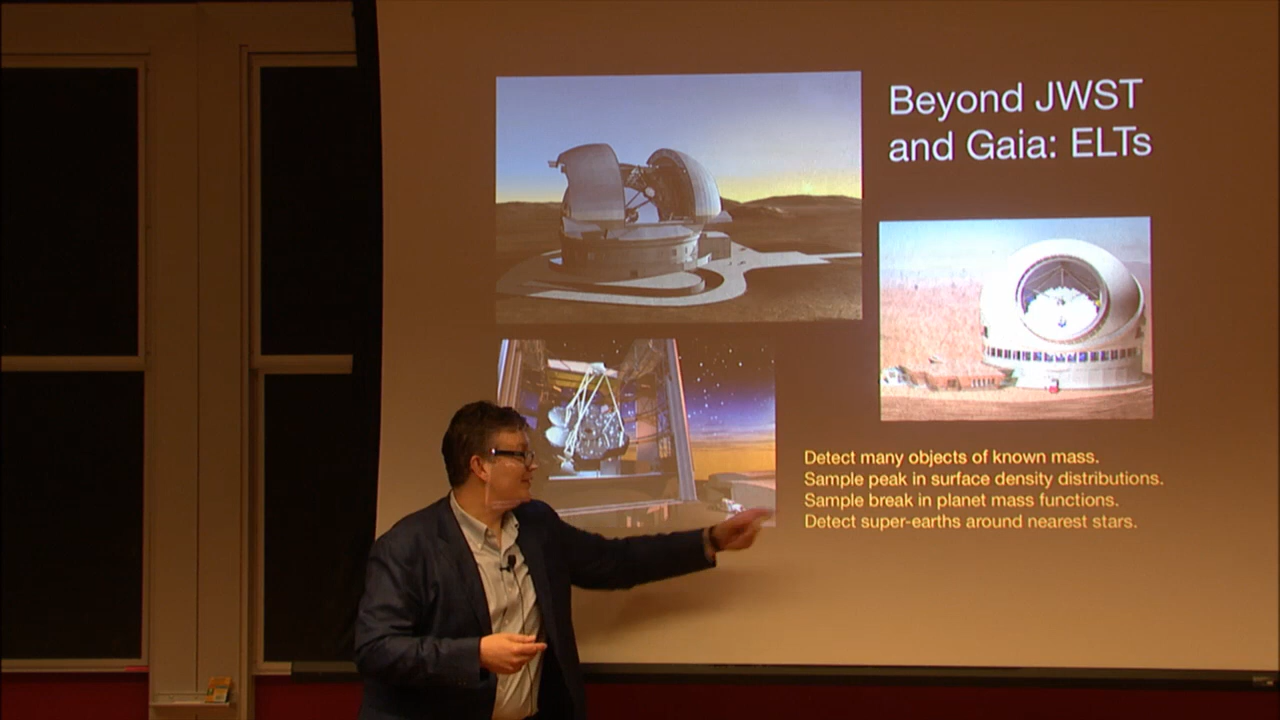 Beyond JWST
and Gaia: ELTs
Detect many objects of known mass.
Sample peak in surface density distributions.
Sample break in planet mass functions.
Detect super-earths around nearest stars.